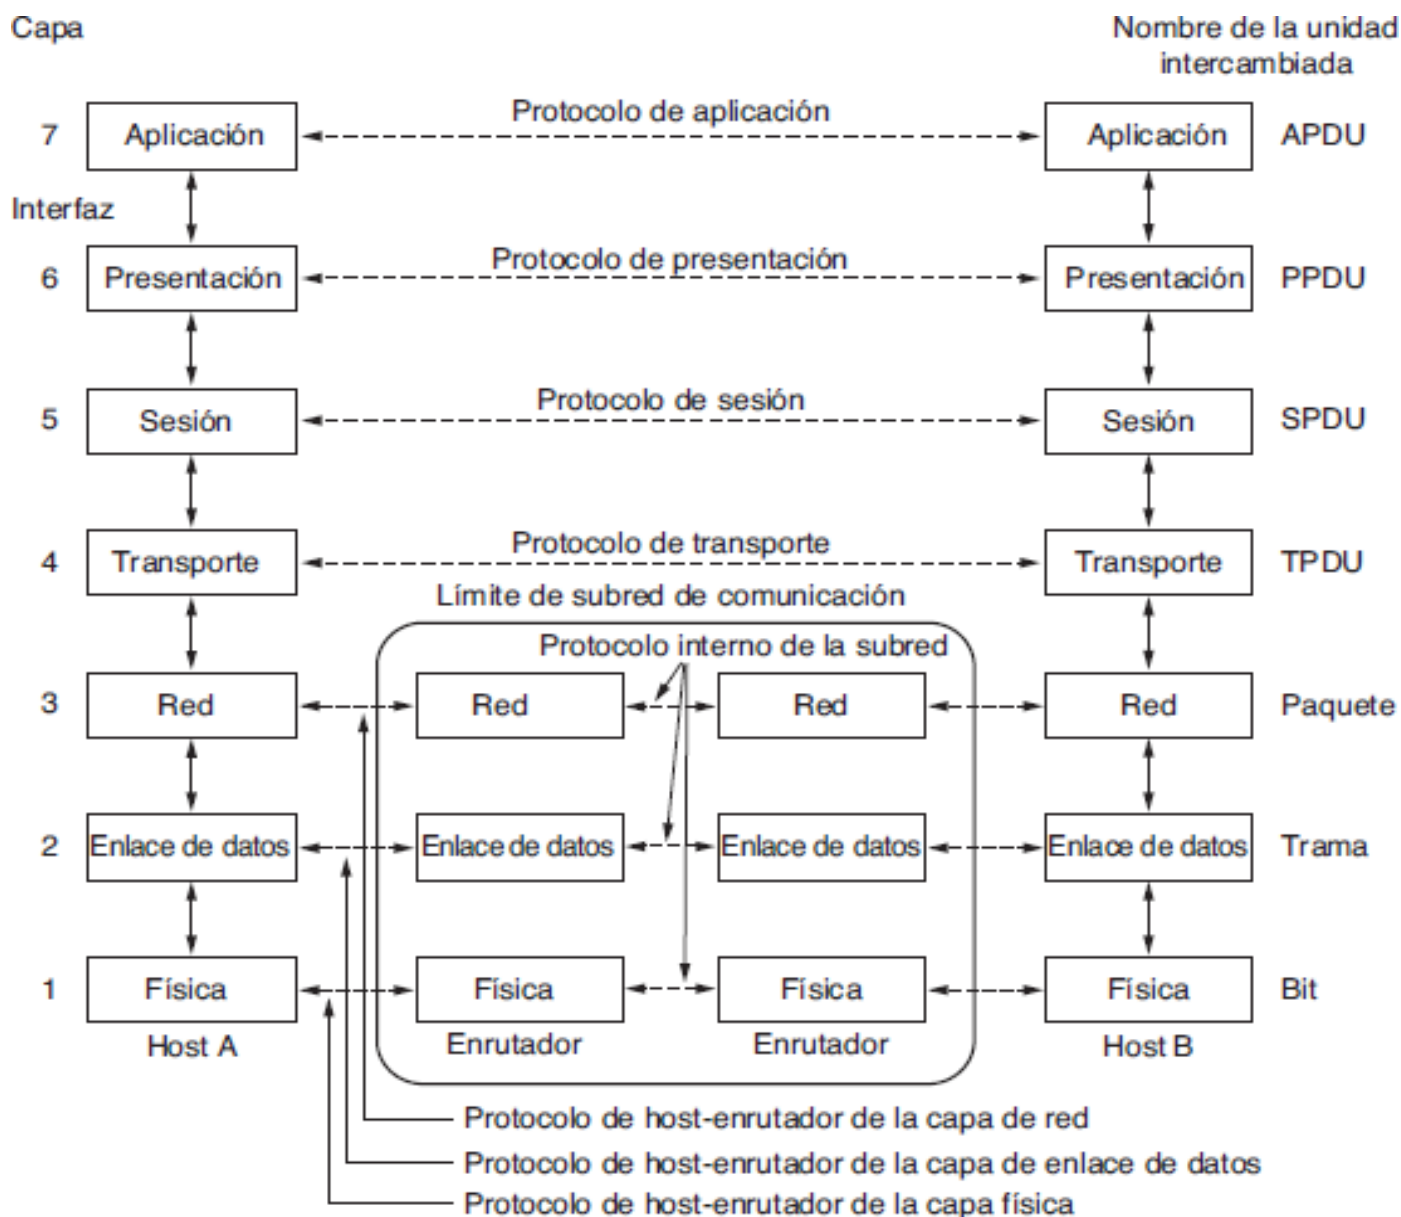 Capa
Nombre de la unidad
intercambiada
Protocolo de aplicación
7 Aplicación Aplicación APDU
Interfaz
Protocolo de presentación
6 Presentación Presentación PPDU
Protocolo de sesión
5 Sesión Sesión SPDU
Protocolo de transporte
4 Transporte Transporte TPDU
Límite de subred de comunicación
Protocolo interno de la subred
3 Red Red Red Red Paquete
2 Enlace de datos Enlace de datos Enlace de datos Enlace de datos Trama
1 Física Física Física Física Bit
Host A Enrutador Enrutador Host B
Protocolo de host-enrutador de la capa de red
Protocolo de host-enrutador de la capa de enlace de datos
Protocolo de host-enrutador de la capa física